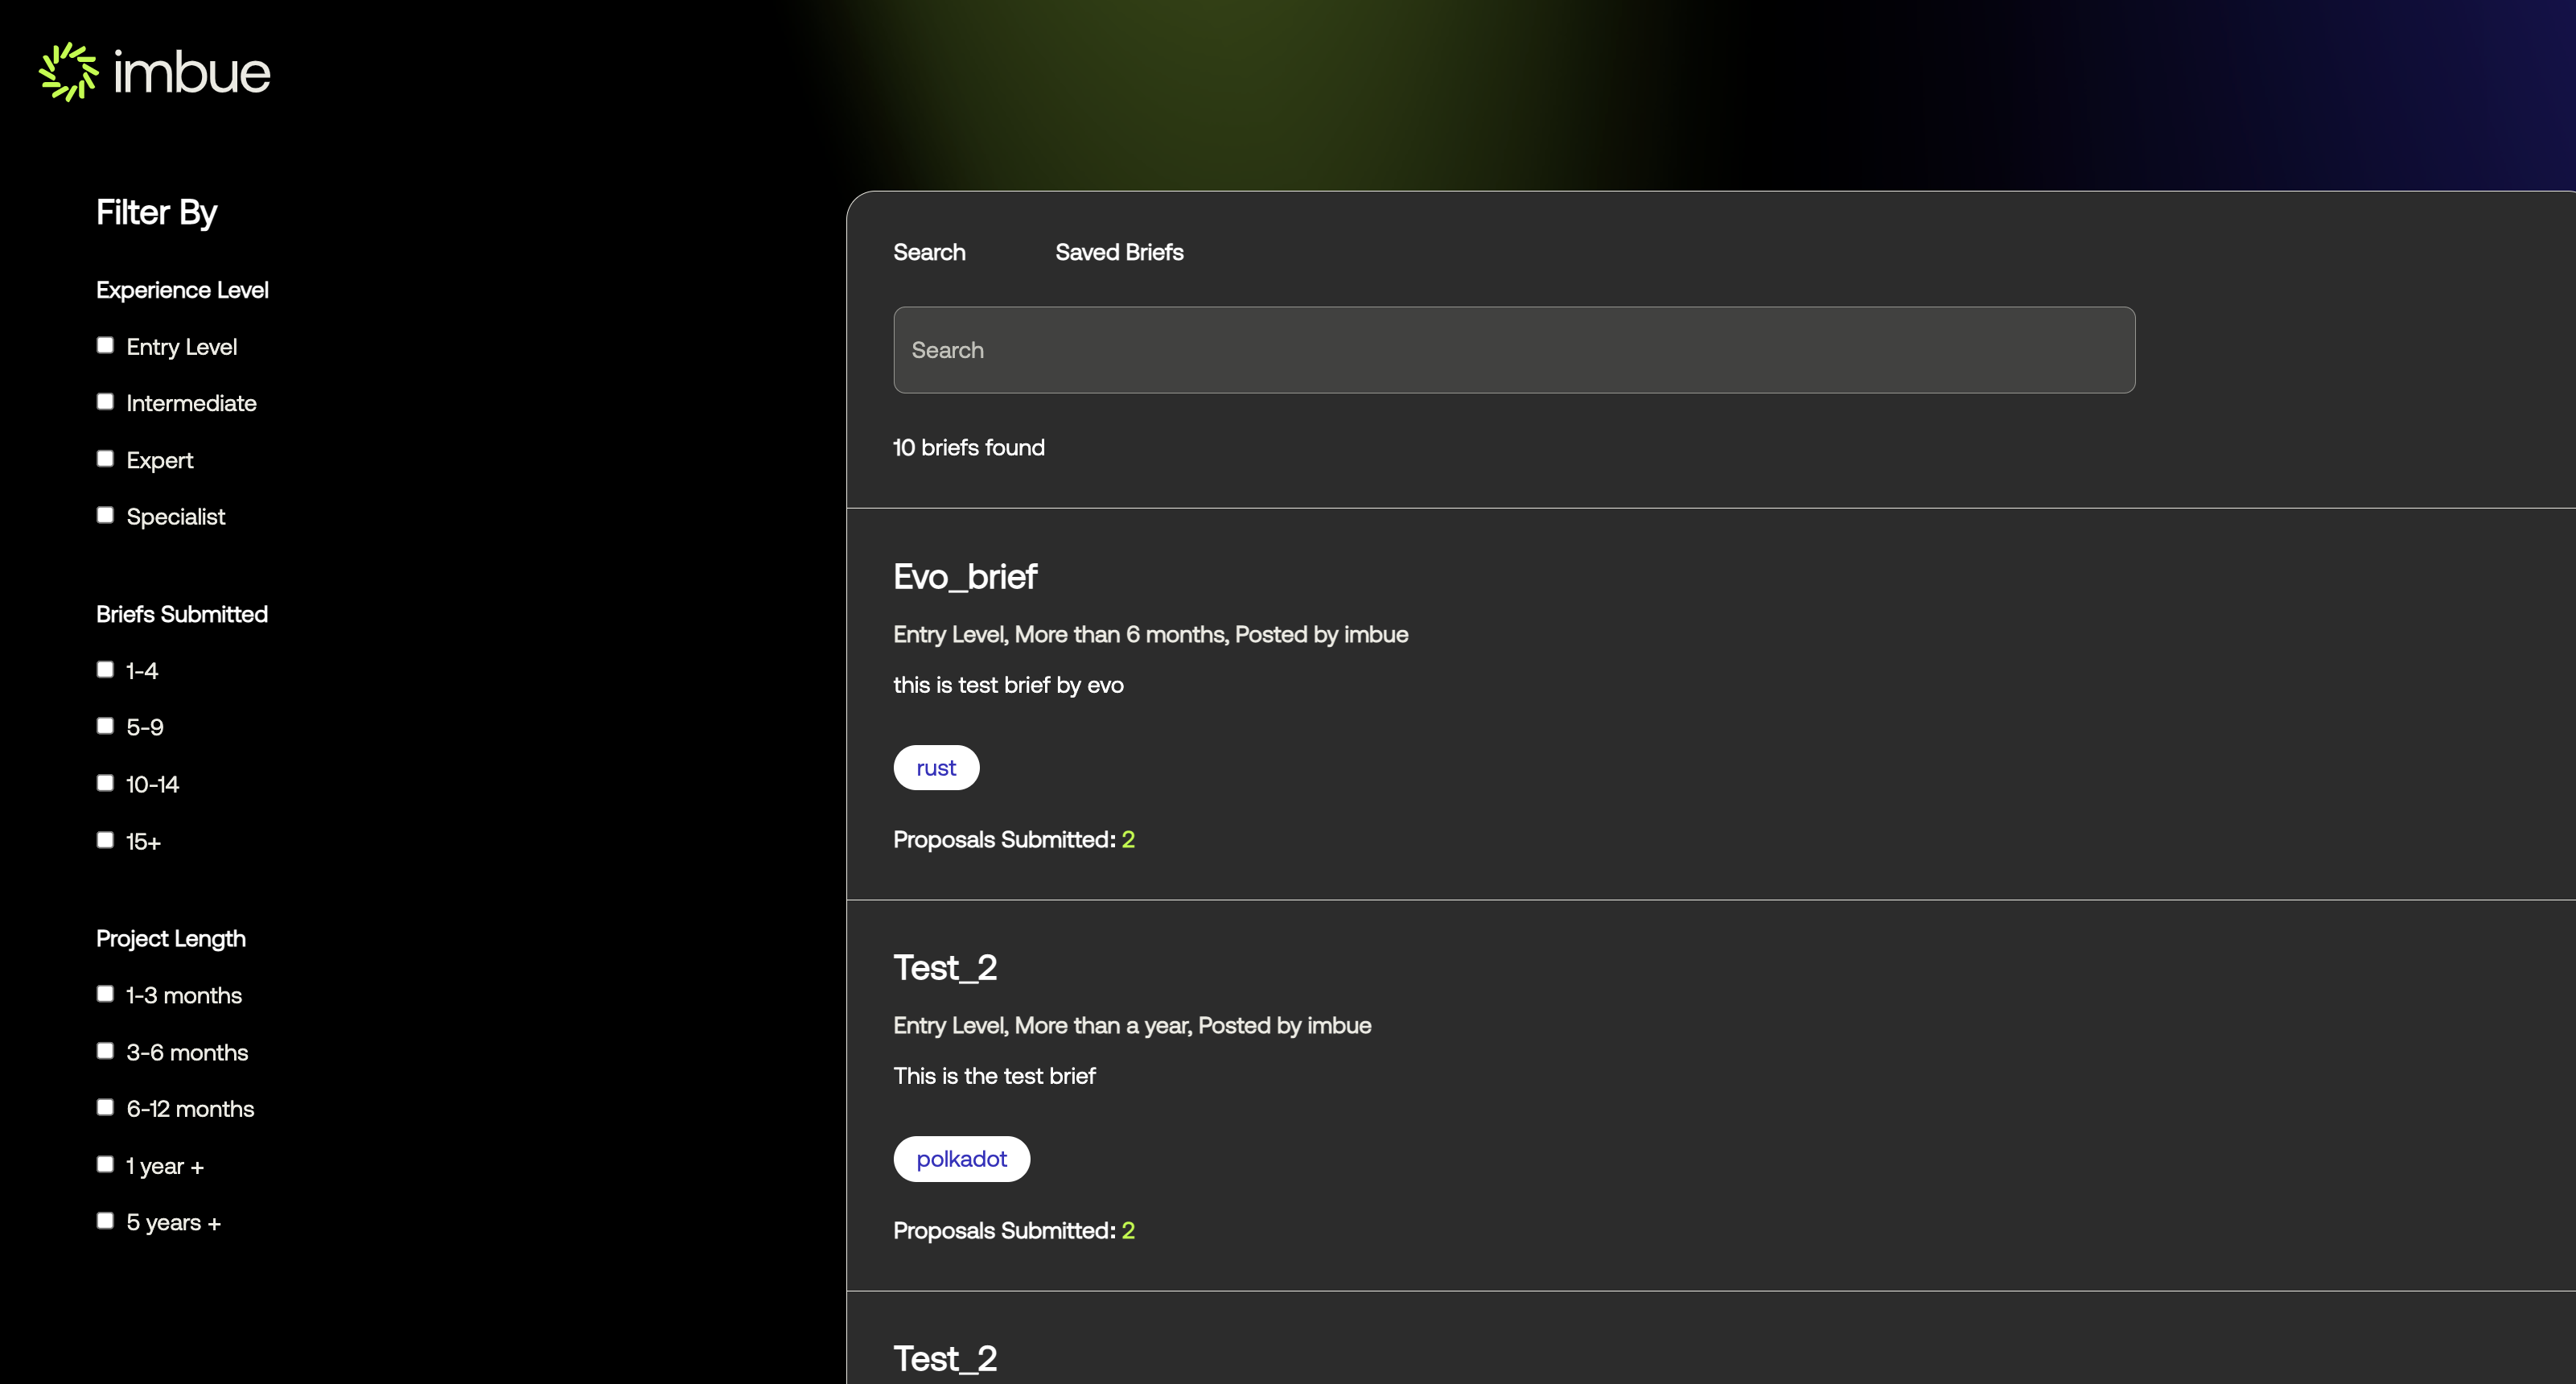 imbue
Filter By
Experience Level
Entry Level
Intermediate
Expert
Specialist
Briefs Submitted
1-4
5-9
10-14
15+
Project Length
1-3 months
3-6 months
6-12 months
1 year +
5 years +
Search Saved Briefs
Search
10 briefs found
Evo_brief
Entry Level, More than 6 months, Posted by imbue
this is test brief by evo
rust
Proposals Submitted: 2
Test_2
Entry Level, More than a year, Posted by imbue
This is the test brief
polkadot
Proposals Submitted: 2
Test_2